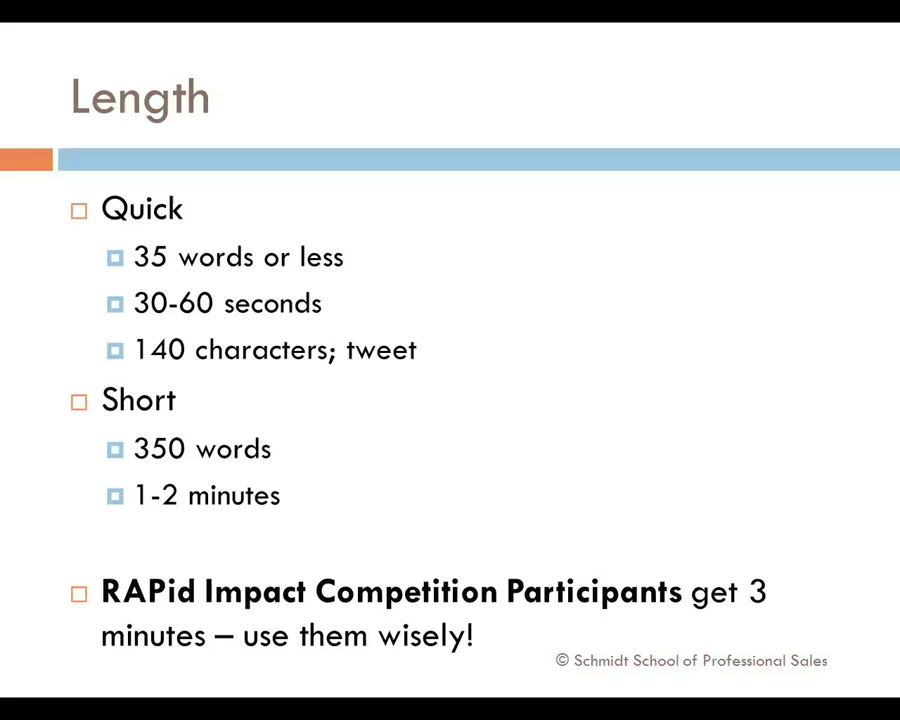 Length
Quick
35 words or less
30-60 seconds
140 characters; tweet
Short
350 words
1-2 minutes
RAPid Impact Competition Participants get 3
minutes – use them wisely!
© Schmidt School of Professional Sales